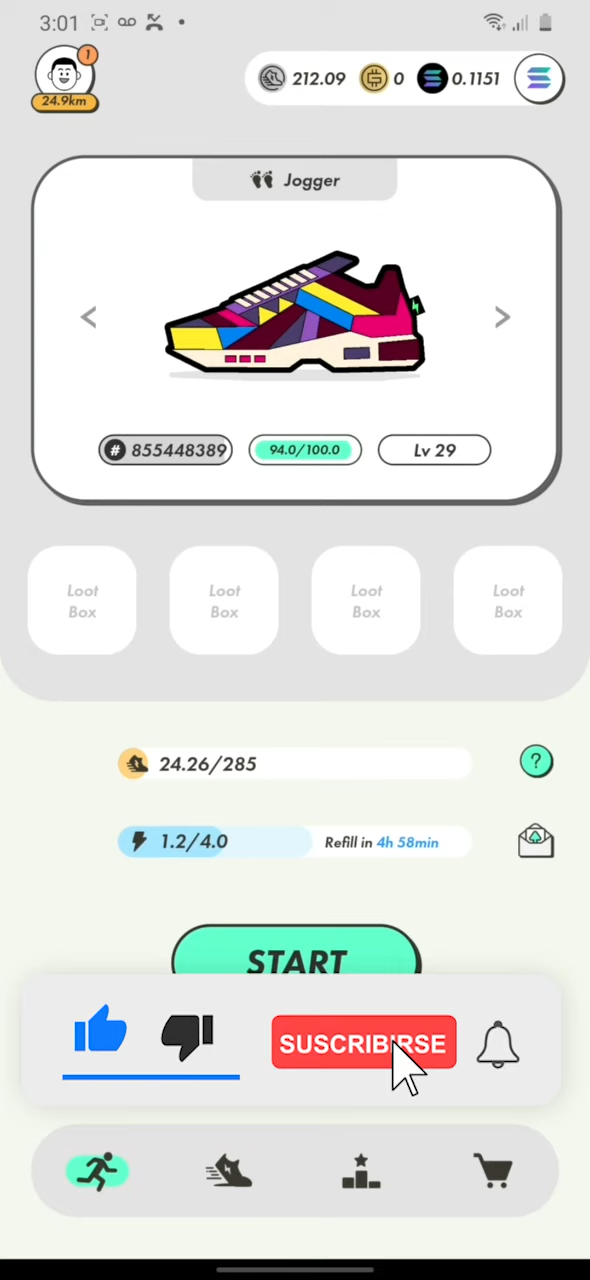 3:01
1
24.9km
212.09 0 0.1151
Jogger
< >
# 855448389 94.0/100.0 Lv 29
Loot Box Loot Box Loot Box Loot Box
24.26/285
?
1.2/4.0 Refill in 4h 58min
START
SUSCRIBIRSE